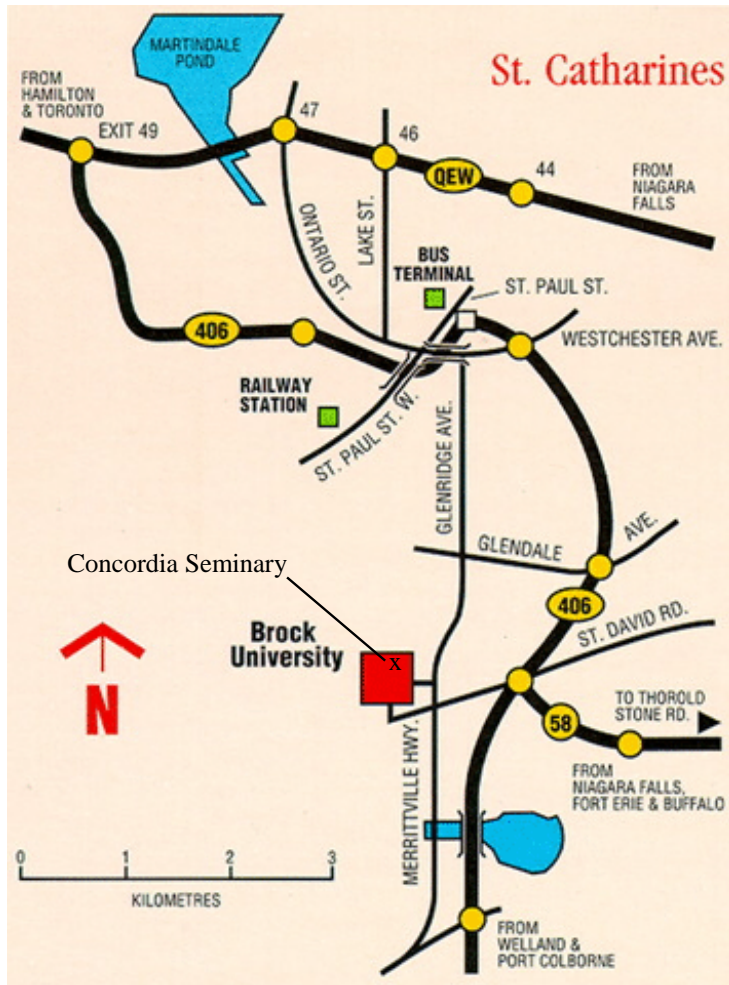 MARTINDALE
POND
St. Catharines
FROM
HAMILTON
& TORONTO
EXIT 49
47
46
QEW
44
FROM
NIAGARA
FALLS
ONTARIO ST.
LAKE ST.
BUS
TERMINAL
ST. PAUL ST.
406
WESTCHESTER AVE.
RAILWAY
STATION
ST. PAUL ST. W.
GLENRIDGE AVE.
GLENDALE AVE.
Concordia Seminary
406
ST. DAVID RD.
Brock
University
x
N
TO THOROLD
STONE RD.
58
FROM
NIAGARA FALLS,
FORT ERIE & BUFFALO
MERRITTVILLE HWY.
0 1 2 3
KILOMETRES
FROM
WELLAND &
PORT COLBORNE